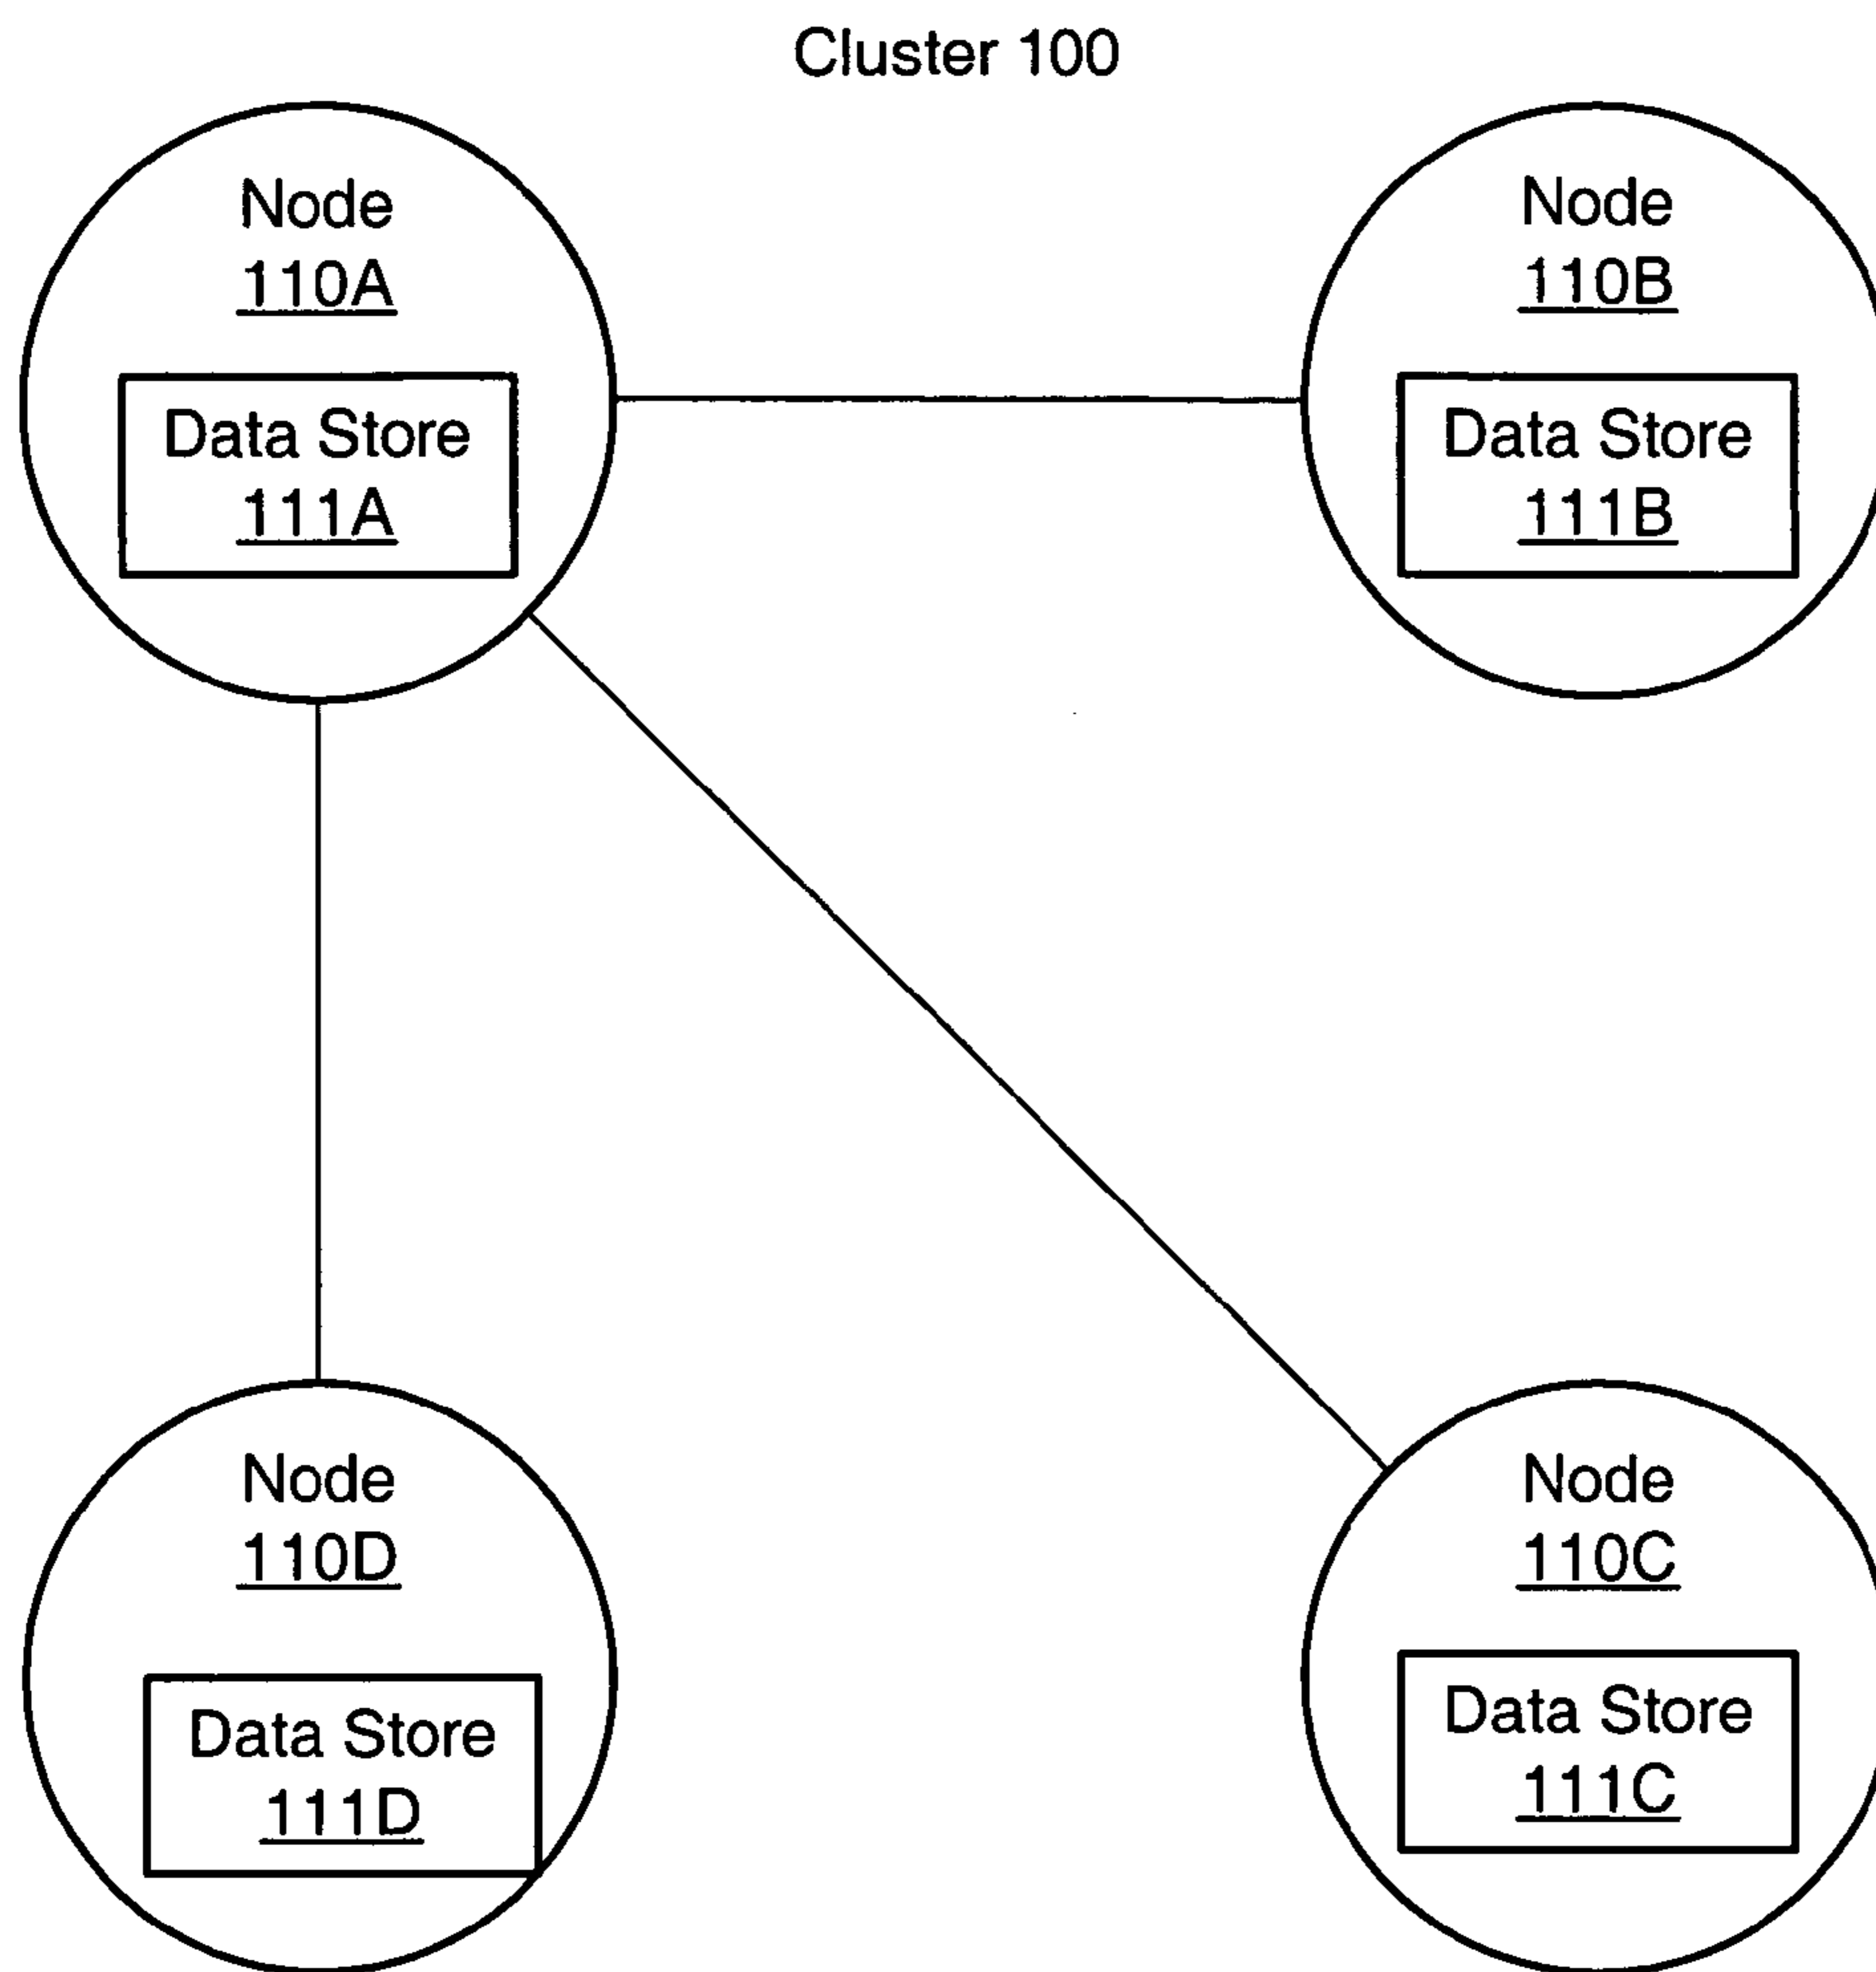 Cluster 100
Node
110A
Data Store
111A
Node
110B
Data Store
111B
Node
110D
Data Store
111D
Node
110C
Data Store
111C